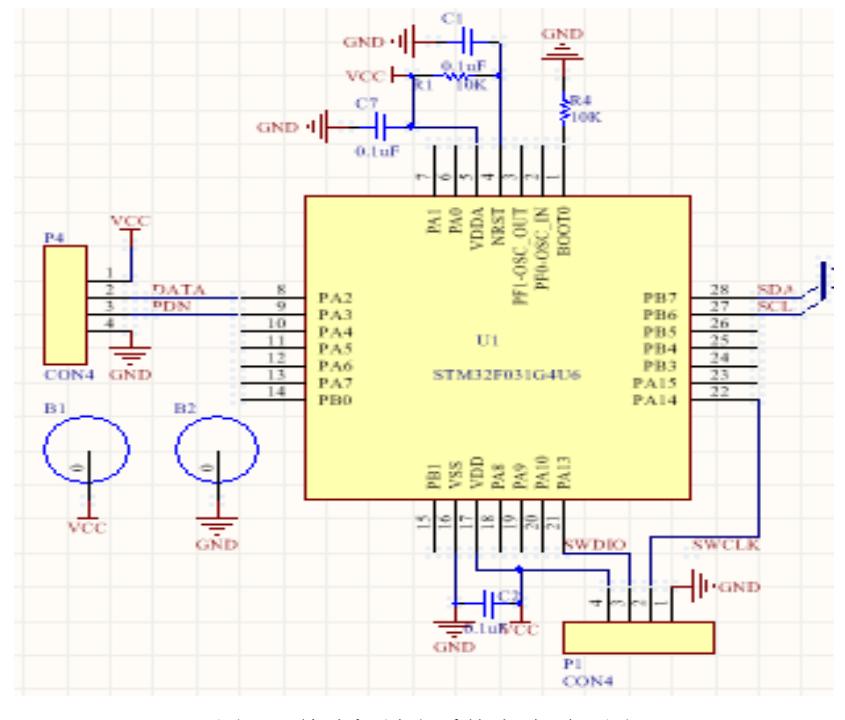 C1
GND
GND
0.1uF
VCC
R1
10K
R4
10K
C7
GND
0.1uF
7
6
5
4
3
2
1
PA1
PA0
VDDA
NRST
PF1-OSC_OUT
PF0-OSC_IN
BOOT0
VCC
P4
1
2
3
4
DATA
PDN
CON4
GND
8
9
10
11
12
13
14
PA2
PA3
PA4
PA5
PA6
PA7
PB0
U1
STM32F031G4U6
PB7
PB6
PB5
PB4
PB3
PA15
PA14
28
27
26
25
24
23
22
SDA
SCL
B1
B2
0
0
VCC
GND
PB1
VSS
VDD
PA8
PA9
PA10
PA13
15
16
17
18
19
20
21
SWDIO
SWCLK
GND
C2
0.1uF
VCC
GND
4
3
2
1
P1
CON4